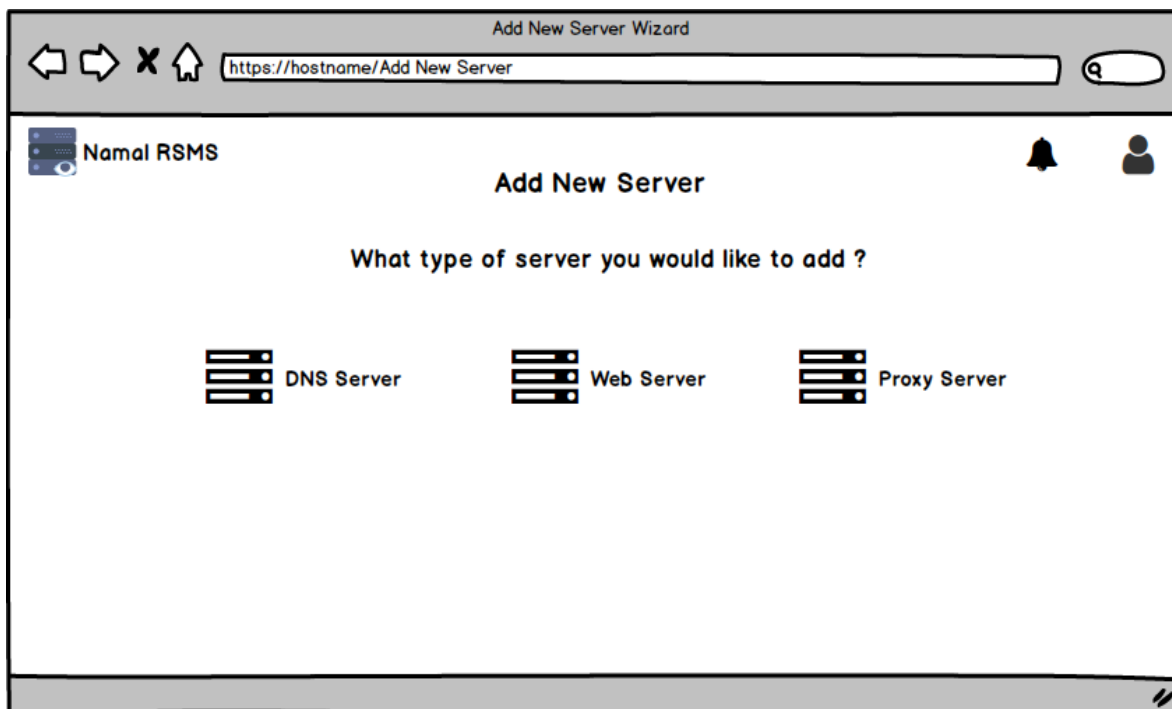 Add New Server Wizard
https://hostname/Add New Server
Namal RSMS
Add New Server
What type of server you would like to add ?
DNS Server
Web Server
Proxy Server